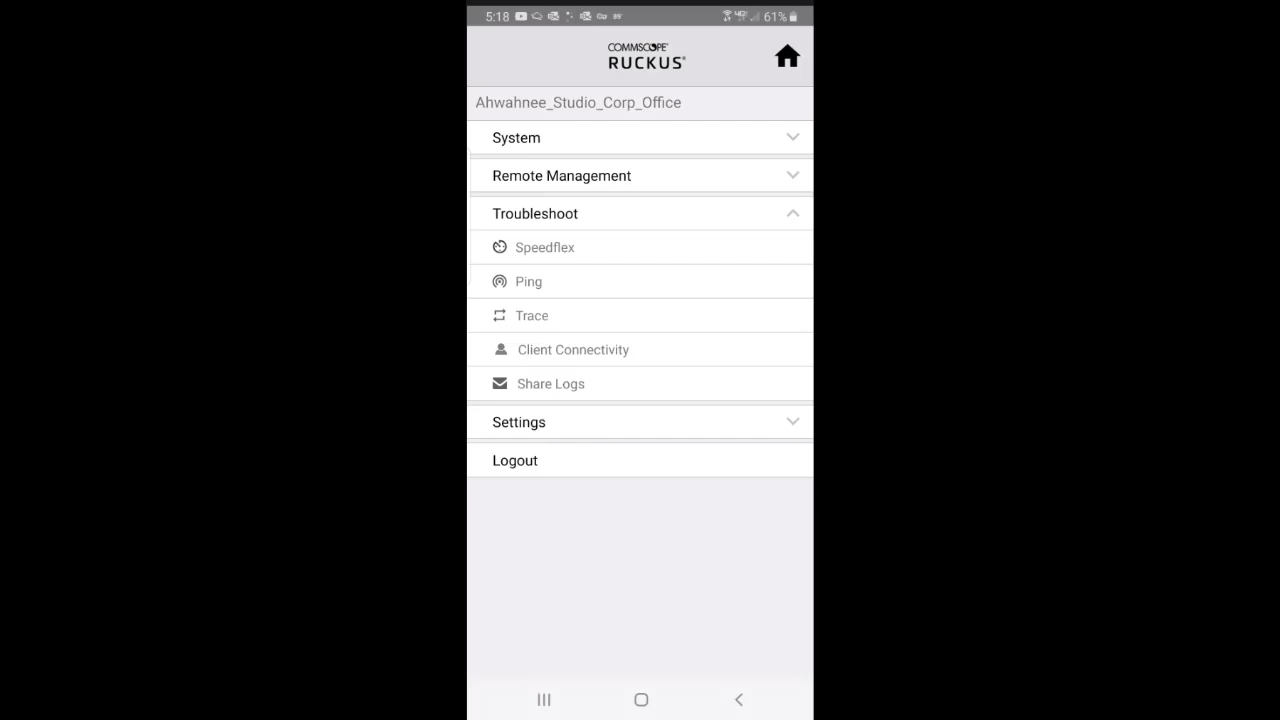 5:18
61%
COMMSCOPE®
RUCKUS®
Ahwahnee_Studio_Corp_Office
System
Remote Management
Troubleshoot
Speedflex
Ping
Trace
Client Connectivity
Share Logs
Settings
Logout